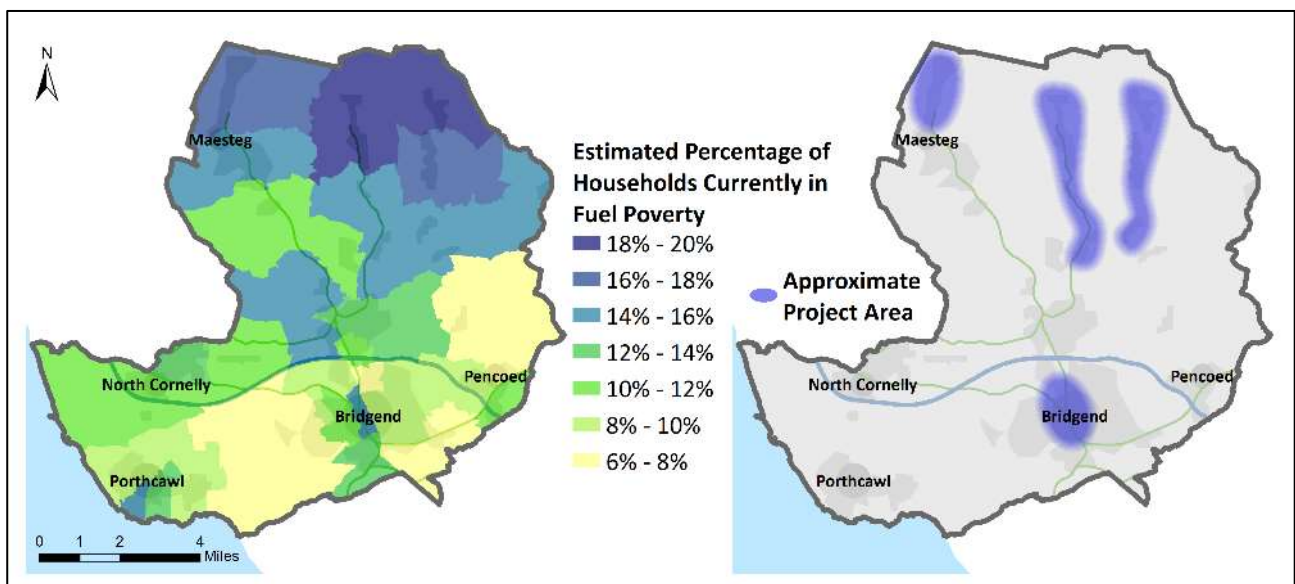 N
Maesteg
North Cornelly
Pencoed
Bridgend
Porthcawl
0 1 2 4
Miles
Estimated Percentage of
Households Currently in
Fuel Poverty
18% - 20%
16% - 18%
14% - 16%
12% - 14%
10% - 12%
8% - 10%
6% - 8%
Approximate
Project Area
Maesteg
North Cornelly
Pencoed
Bridgend
Porthcawl